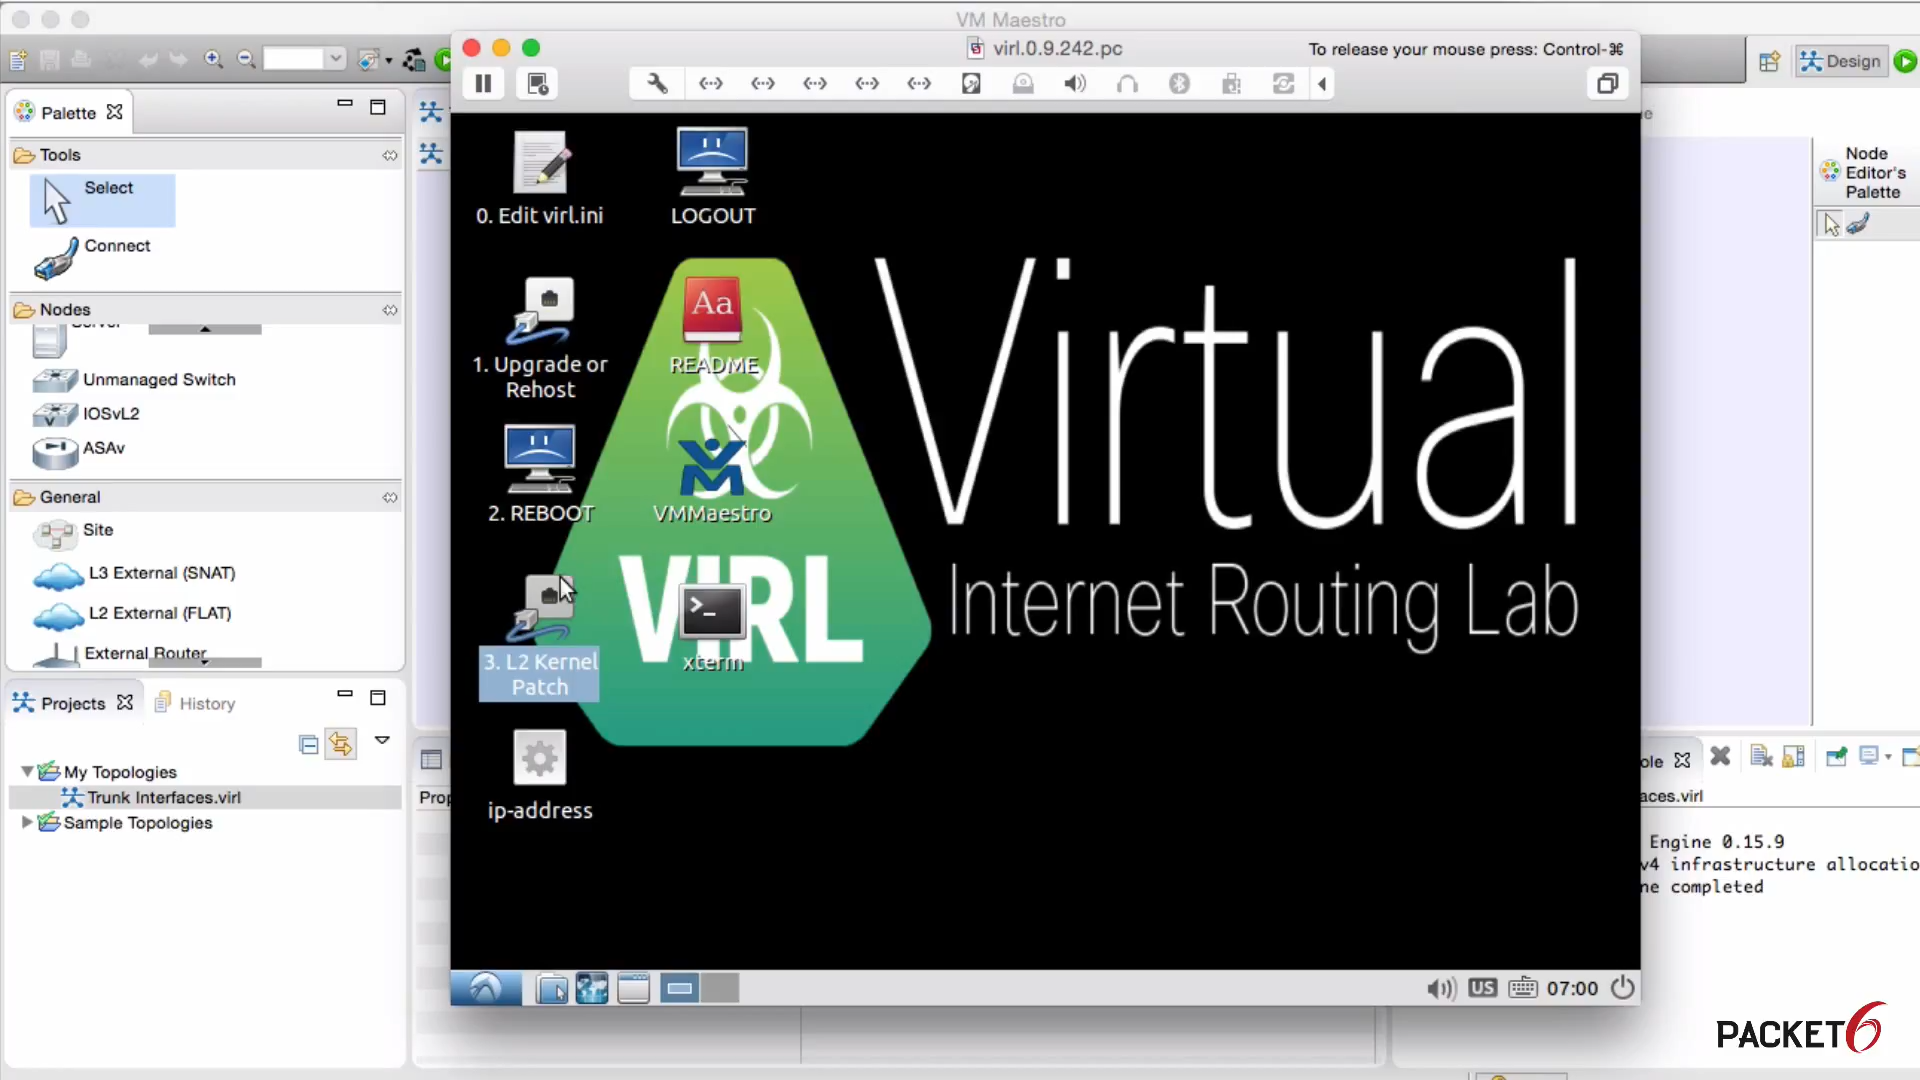 VM Maestro
virl.0.9.242.pc
To release your mouse press: Control-⌘
Design
Palette
Tools
Select
Connect
Nodes
Server
Unmanaged Switch
IOSvL2
ASAv
General
Site
L3 External (SNAT)
L2 External (FLAT)
External Router
Projects
History
My Topologies
Trunk Interfaces.virl
Sample Topologies
0. Edit virl.ini
LOGOUT
1. Upgrade or
Rehost
Aa
README
2. REBOOT
VMMaestro
3. L2 Kernel
Patch
xterm
ip-address
VIRL
Virtual
Internet Routing Lab
US
07:00
Node
Editor's
Palette
Prop
ole
aces.virl
Engine 0.15.9
v4 infrastructure allocatio
ne completed
PACKET6